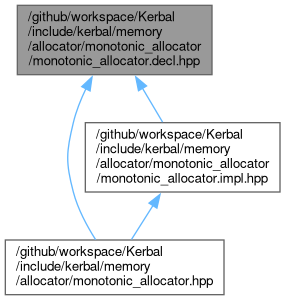 /github/workspace/Kerbal
/include/kerbal/memory
/allocator/monotonic_allocator
/monotonic_allocator.decl.hpp
/github/workspace/Kerbal
/include/kerbal/memory
/allocator/monotonic_allocator
/monotonic_allocator.impl.hpp
/github/workspace/Kerbal
/include/kerbal/memory
/allocator/monotonic_allocator.hpp